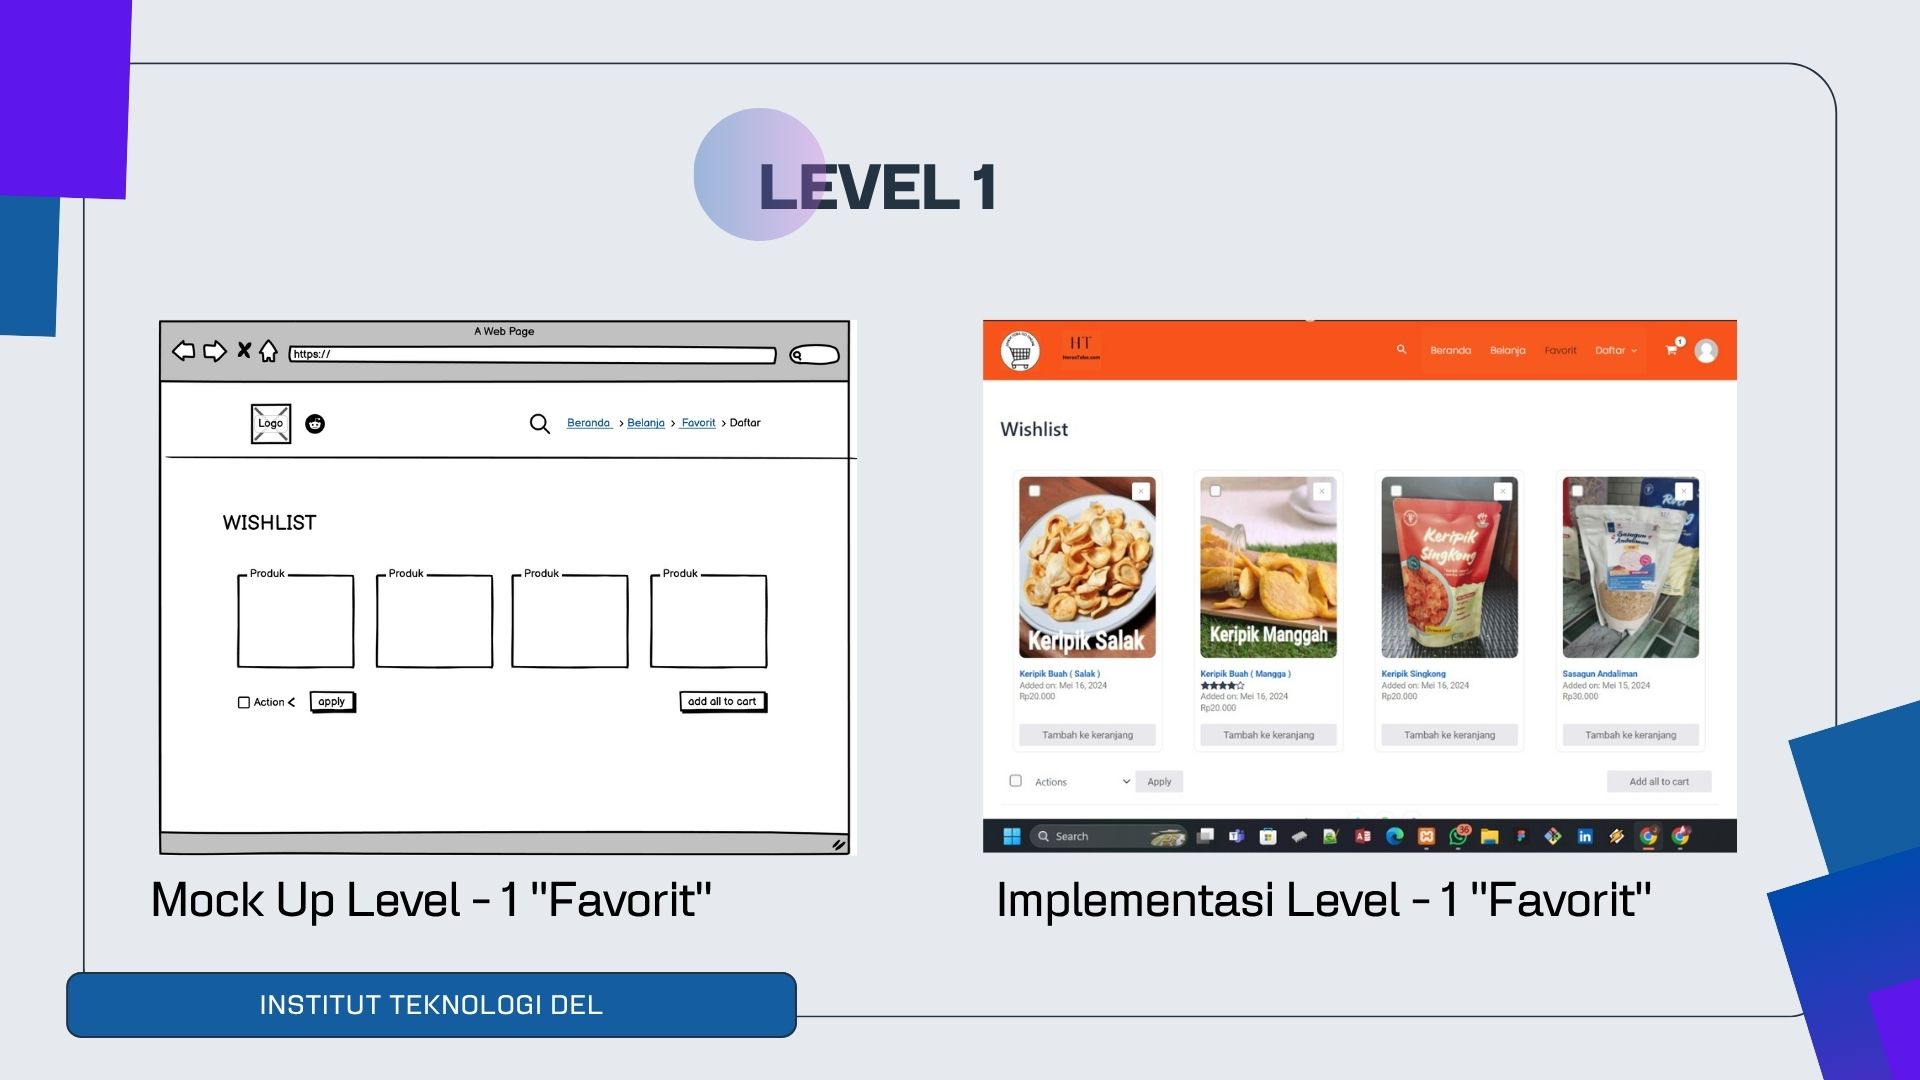 LEVEL 1
A Web Page
https://
Logo
Beranda > Belanja > Favorit > Daftar
WISHLIST
Produk Produk Produk Produk
Action < apply add all to cart
Mock Up Level - 1 "Favorit"
HT
Beranda Belanja Favorit Daftar 1
Wishlist
Keripik Salak
Keripik Manggah
Keripik Singkong
Sasagun Andaliman
Keripik Buah ( Salak )
Added on: Mei 16, 2024
Rp20.000
Tambah ke keranjang
Keripik Buah ( Mangga )
Added on: Mei 16, 2024
Rp20.000
Tambah ke keranjang
Keripik Singkong
Added on: Mei 16, 2024
Rp20.000
Tambah ke keranjang
Sasagun Andaliman
Added on: Mei 15, 2024
Rp30.000
Tambah ke keranjang
Actions Apply Add all to cart
Search 36
Implementasi Level - 1 "Favorit"
INSTITUT TEKNOLOGI DEL